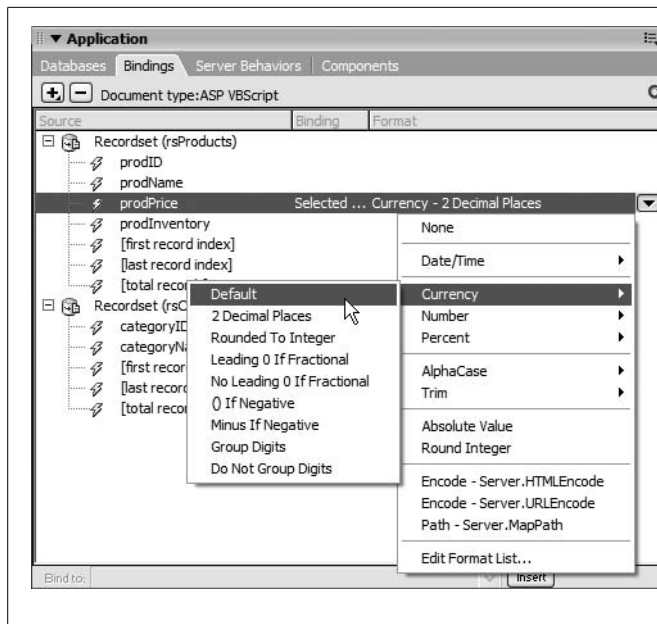 Application
Databases Bindings Server Behaviors Components
Document type:ASP VBScript
Source Binding Format
Recordset (rsProducts)
prodID
prodName
prodPrice Selected ... Currency - 2 Decimal Places
prodInventory
[first record index]
[last record index]
[total
Recordset (rsC
categoryID
categoryNa
[first recor
[last record
[total recor
None
Date/Time
Currency
Number
Percent
AlphaCase
Trim
Absolute Value
Round Integer
Encode - Server.HTMLEncode
Encode - Server.URLEncode
Path - Server.MapPath
Edit Format List...
Default
2 Decimal Places
Rounded To Integer
Leading 0 If Fractional
No Leading 0 If Fractional
() If Negative
Minus If Negative
Group Digits
Do Not Group Digits
Bind to: Insert